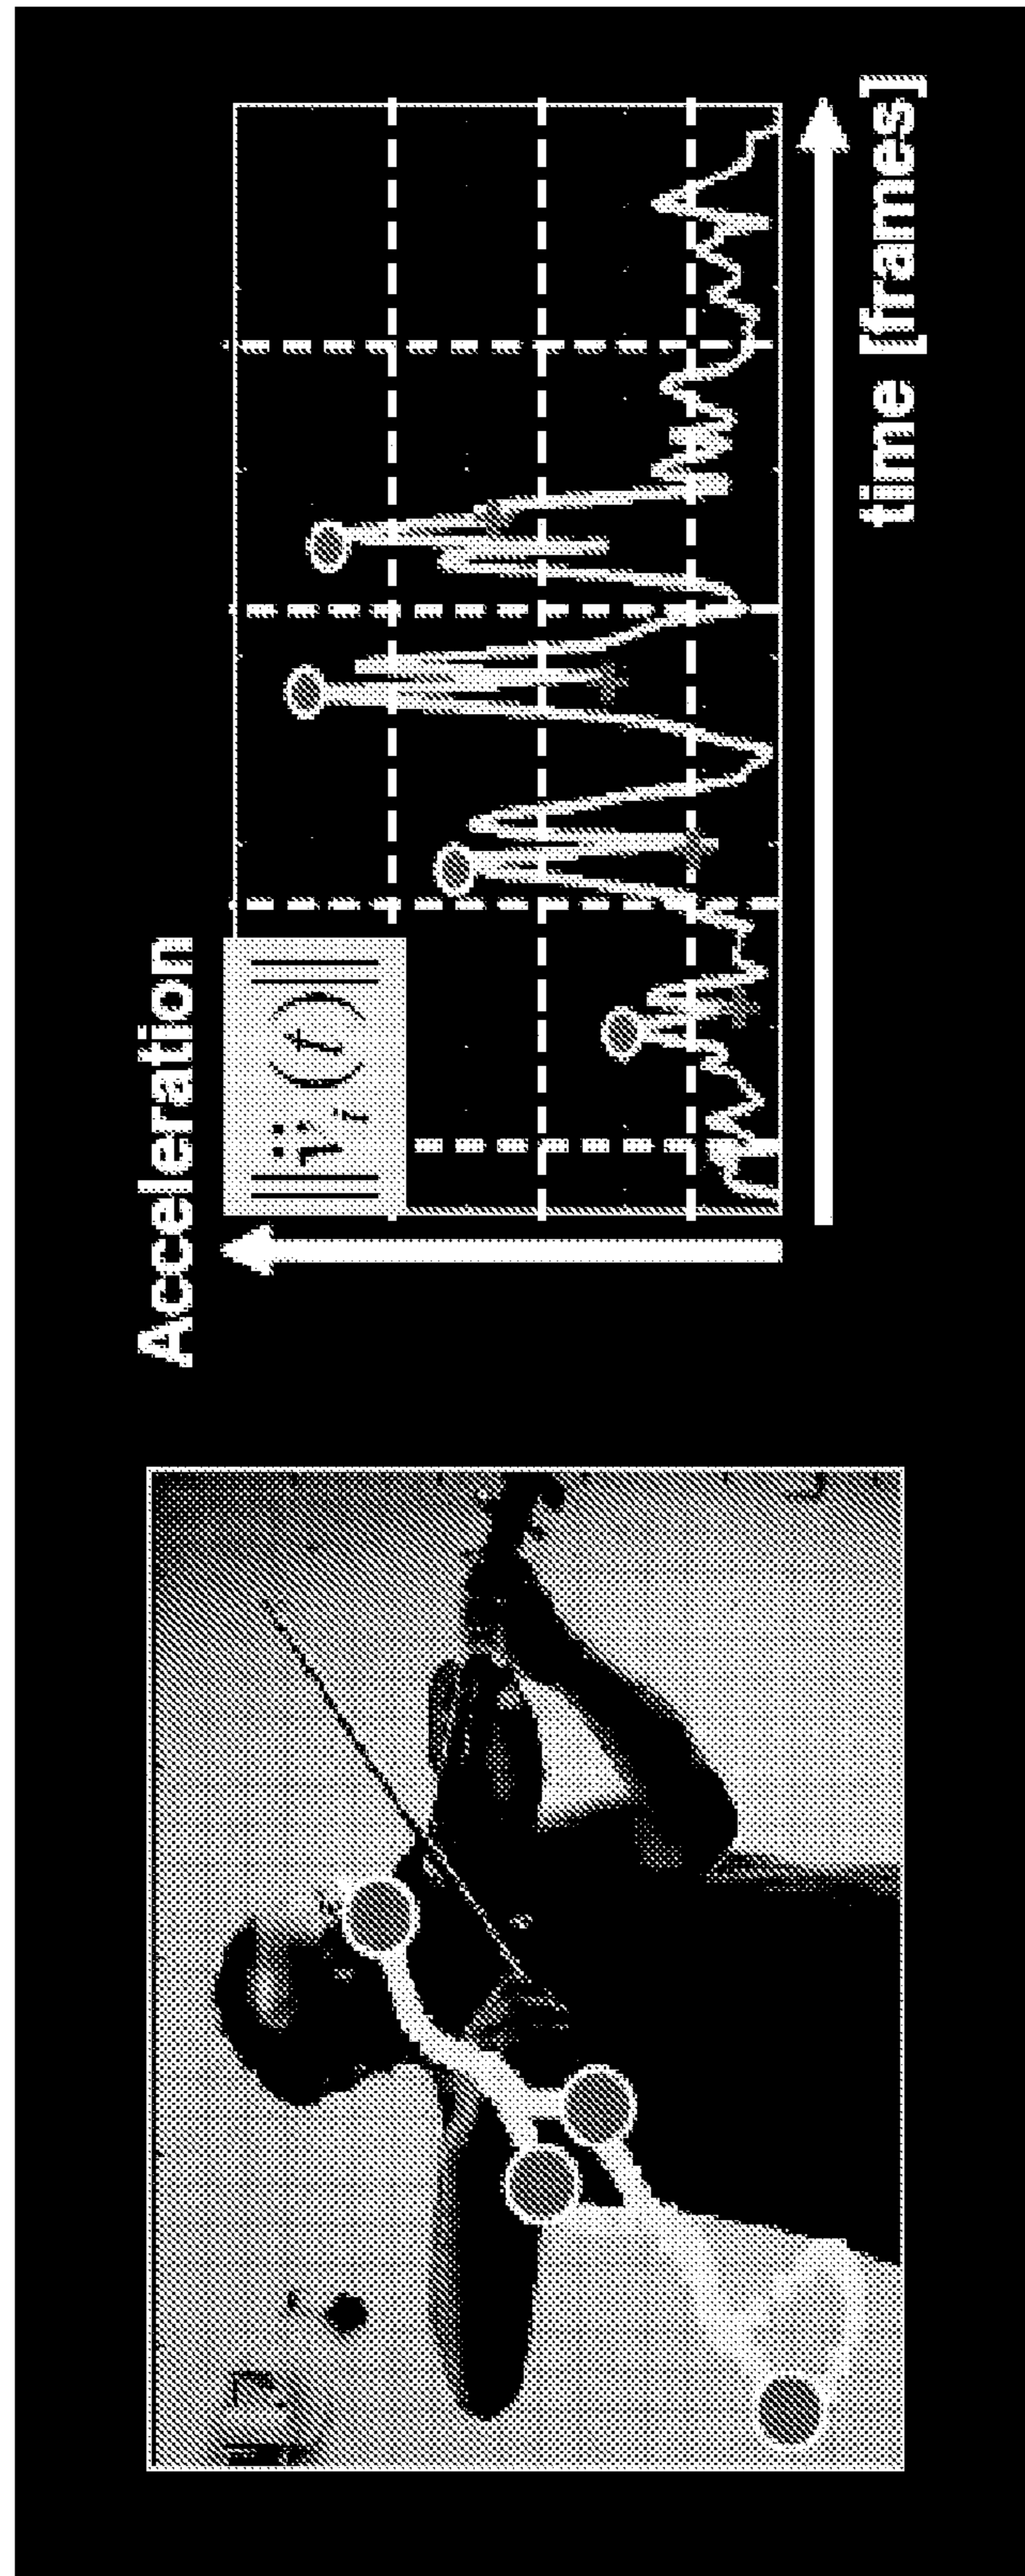 Acceleration
‖r̈ᵢ(t)‖
time [frames]